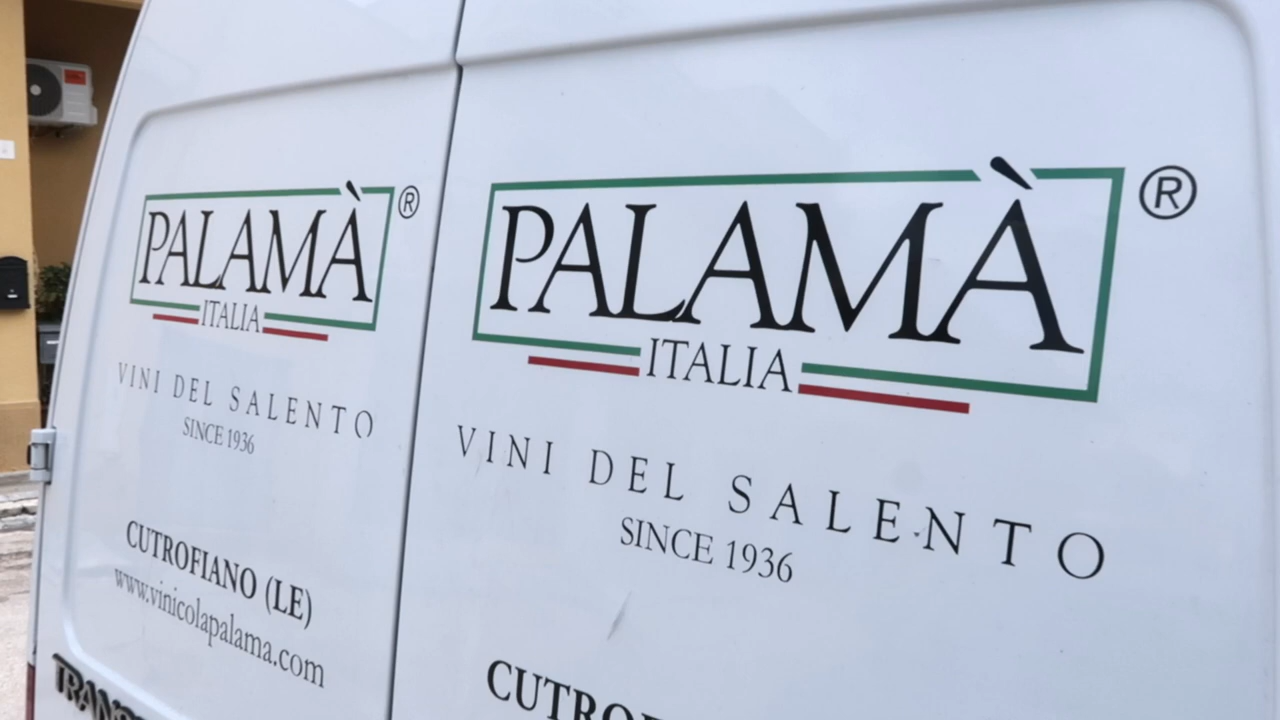 PALAMÀ ®
ITALIA
VINI DEL SALENTO
SINCE 1936
CUTROFIANO (LE)
www.vinicolapalama.com
PALAMÀ ®
ITALIA
VINI DEL SALENTO
SINCE 1936